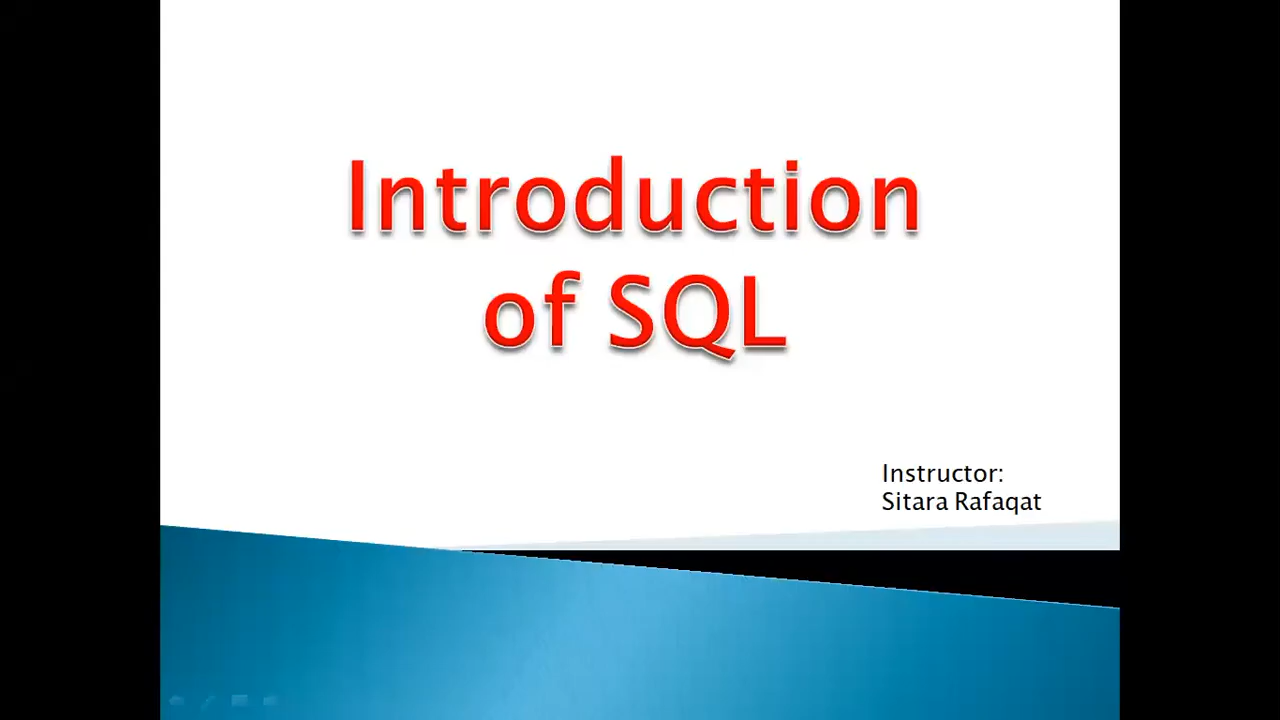 Introduction
of SQL
Instructor:
Sitara Rafaqat